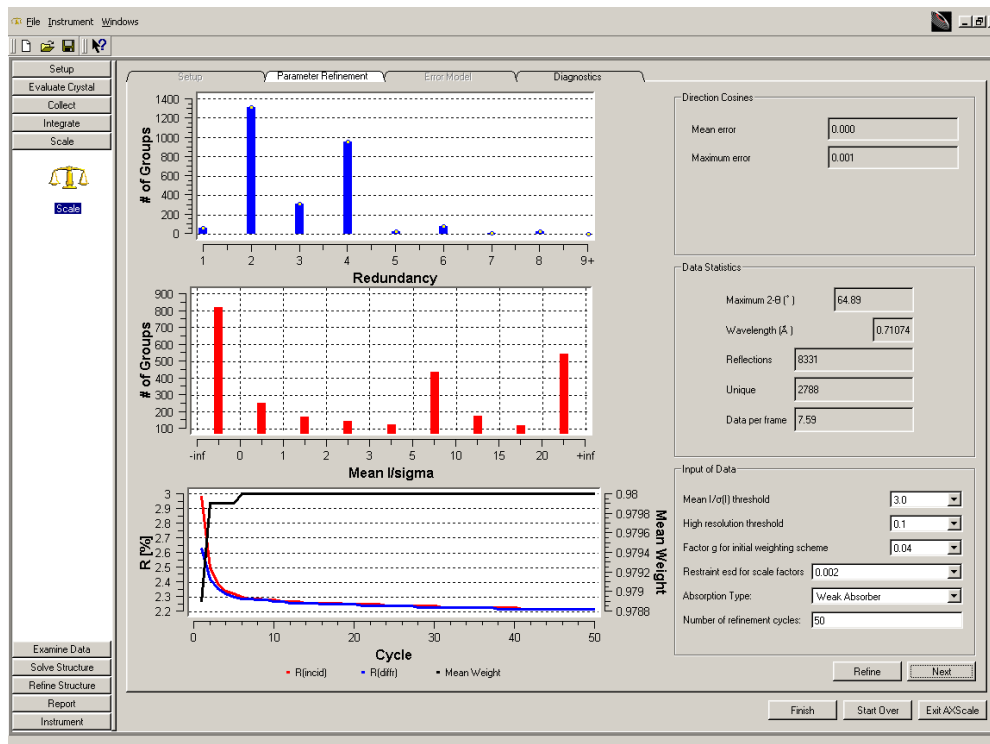 File Instrument Windows
Setup
Evaluate Crystal
Collect
Integrate
Scale
Scale
Examine Data
Solve Structure
Refine Structure
Report
Instrument
Setup Parameter Refinement Error Model Diagnostics
# of Groups
1400
1200
1000
800
600
400
200
0
1 2 3 4 5 6 7 8 9+
Redundancy
# of Groups
900
800
700
600
500
400
300
200
100
-inf 0 1 2 3 5 10 15 20 +inf
Mean I/sigma
R [%]
3
2.9
2.8
2.7
2.6
2.5
2.4
2.3
2.2
0.98
0.9798
0.9796
0.9794
0.9792
0.979
0.9788
Mean Weight
0 10 20 30 40 50
Cycle
R(incid) R(diffr) Mean Weight
Direction Cosines
Mean error 0.000
Maximum error 0.001
Data Statistics
Maximum 2-θ (°) 64.89
Wavelength (Å) 0.71074
Reflections 8331
Unique 2788
Data per frame 7.59
Input of Data
Mean I/σ(I) threshold 3.0
High resolution threshold 0.1
Factor g for initial weighting scheme 0.04
Restraint esd for scale factors 0.002
Absorption Type: Weak Absorber
Number of refinement cycles: 50
Refine Next
Finish Start Over Exit AXScale